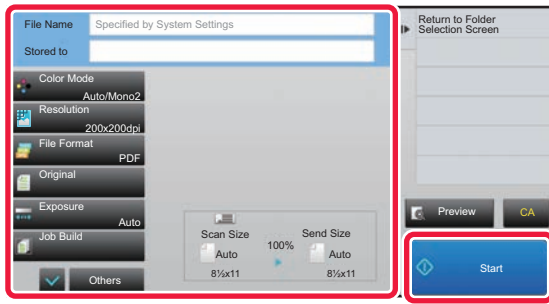 File Name
Specified by System Settings
Stored to
Color Mode
Auto/Mono2
Resolution
200x200dpi
File Format
PDF
Original
Exposure
Auto
Job Build
Others
Scan Size
Auto
8½x11
100%
Send Size
Auto
8½x11
Return to Folder
Selection Screen
Preview
CA
Start